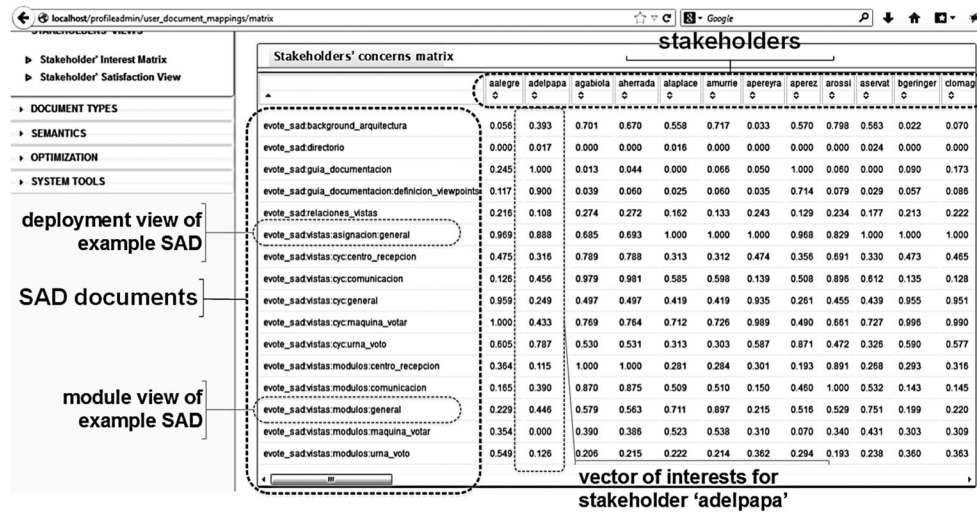 localhost/profileadmin/user_document_mappings/matrix
Google
STAKEHOLDERS' VIEWS
Stakeholder' Interest Matrix
Stakeholder' Satisfaction View
DOCUMENT TYPES
SEMANTICS
OPTIMIZATION
SYSTEM TOOLS
deployment view of
example SAD
SAD documents
module view of
example SAD
Stakeholders' concerns matrix
stakeholders
aalegre adelpapa agabiola aherrada alaplace amurrie apereyra aperez arossi aservat bgeringer clomag
evote_sad:background_arquitectura 0.056 0.393 0.701 0.670 0.558 0.717 0.033 0.570 0.798 0.563 0.022 0.070
evote_sad:directorio 0.000 0.017 0.000 0.000 0.016 0.000 0.000 0.000 0.000 0.024 0.000 0.000
evote_sad:guia_documentacion 0.245 1.000 0.013 0.044 0.000 0.066 0.050 1.000 0.060 0.000 0.090 0.173
evote_sad:guia_documentacion:definicion_viewpoints 0.117 0.900 0.039 0.060 0.025 0.060 0.035 0.714 0.079 0.029 0.057 0.086
evote_sad:relaciones_vistas 0.216 0.108 0.274 0.272 0.162 0.133 0.243 0.129 0.234 0.177 0.213 0.222
evote_sad:vistas:asignacion:general 0.969 0.888 0.685 0.693 1.000 1.000 1.000 0.968 0.829 1.000 1.000 1.000
evote_sad:vistas:cyc:centro_recepcion 0.475 0.316 0.789 0.788 0.313 0.312 0.474 0.356 0.691 0.330 0.473 0.465
evote_sad:vistas:cyc:comunicacion 0.126 0.456 0.979 0.981 0.585 0.598 0.139 0.508 0.896 0.612 0.135 0.128
evote_sad:vistas:cyc:general 0.959 0.249 0.497 0.497 0.419 0.419 0.935 0.261 0.455 0.439 0.955 0.951
evote_sad:vistas:cyc:maquina_votar 1.000 0.433 0.769 0.764 0.712 0.726 0.989 0.490 0.661 0.727 0.996 0.990
evote_sad:vistas:cyc:urna_voto 0.605 0.787 0.530 0.531 0.313 0.303 0.587 0.871 0.472 0.326 0.590 0.577
evote_sad:vistas:modulos:centro_recepcion 0.364 0.115 1.000 1.000 0.281 0.284 0.301 0.193 0.891 0.268 0.293 0.316
evote_sad:vistas:modulos:comunicacion 0.165 0.390 0.870 0.875 0.509 0.510 0.150 0.460 1.000 0.532 0.143 0.145
evote_sad:vistas:modulos:general 0.229 0.446 0.579 0.563 0.711 0.897 0.215 0.516 0.529 0.751 0.199 0.220
evote_sad:vistas:modulos:maquina_votar 0.354 0.000 0.390 0.386 0.523 0.538 0.310 0.070 0.340 0.431 0.303 0.309
evote_sad:vistas:modulos:urna_voto 0.549 0.126 0.206 0.215 0.222 0.214 0.362 0.294 0.193 0.238 0.360 0.363
vector of interests for
stakeholder 'adelpapa'